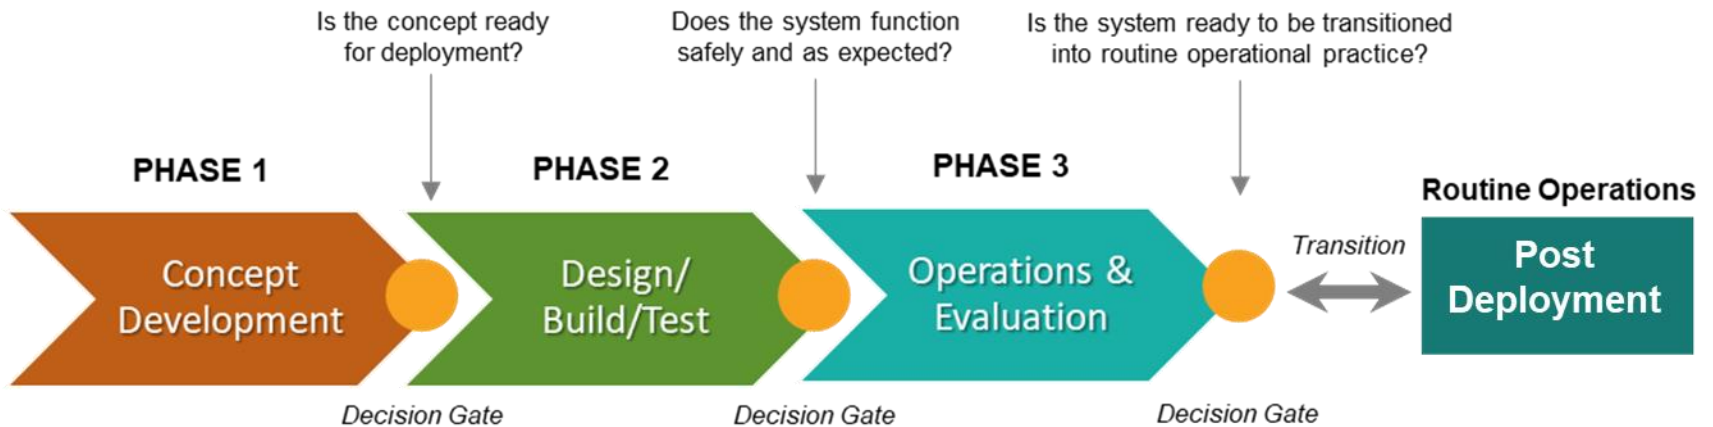 Is the concept ready
for deployment?
Does the system function
safely and as expected?
Is the system ready to be transitioned
into routine operational practice?
PHASE 1
PHASE 2
PHASE 3
Routine Operations
Concept
Development
Design/
Build/Test
Operations &
Evaluation
Transition
Post
Deployment
Decision Gate
Decision Gate
Decision Gate